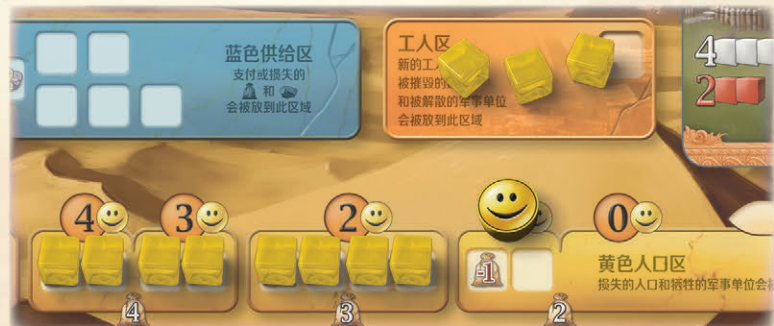 蓝色供给区
支付或损失的
和
会被放到此区域
工人区
新的工
被摧毁的
和被解散的军事单位
会被放到此区域
4
2
4
3
2
0
-1
黄色人口区
损失的人口和牺牲的军事单位会
4
3
2